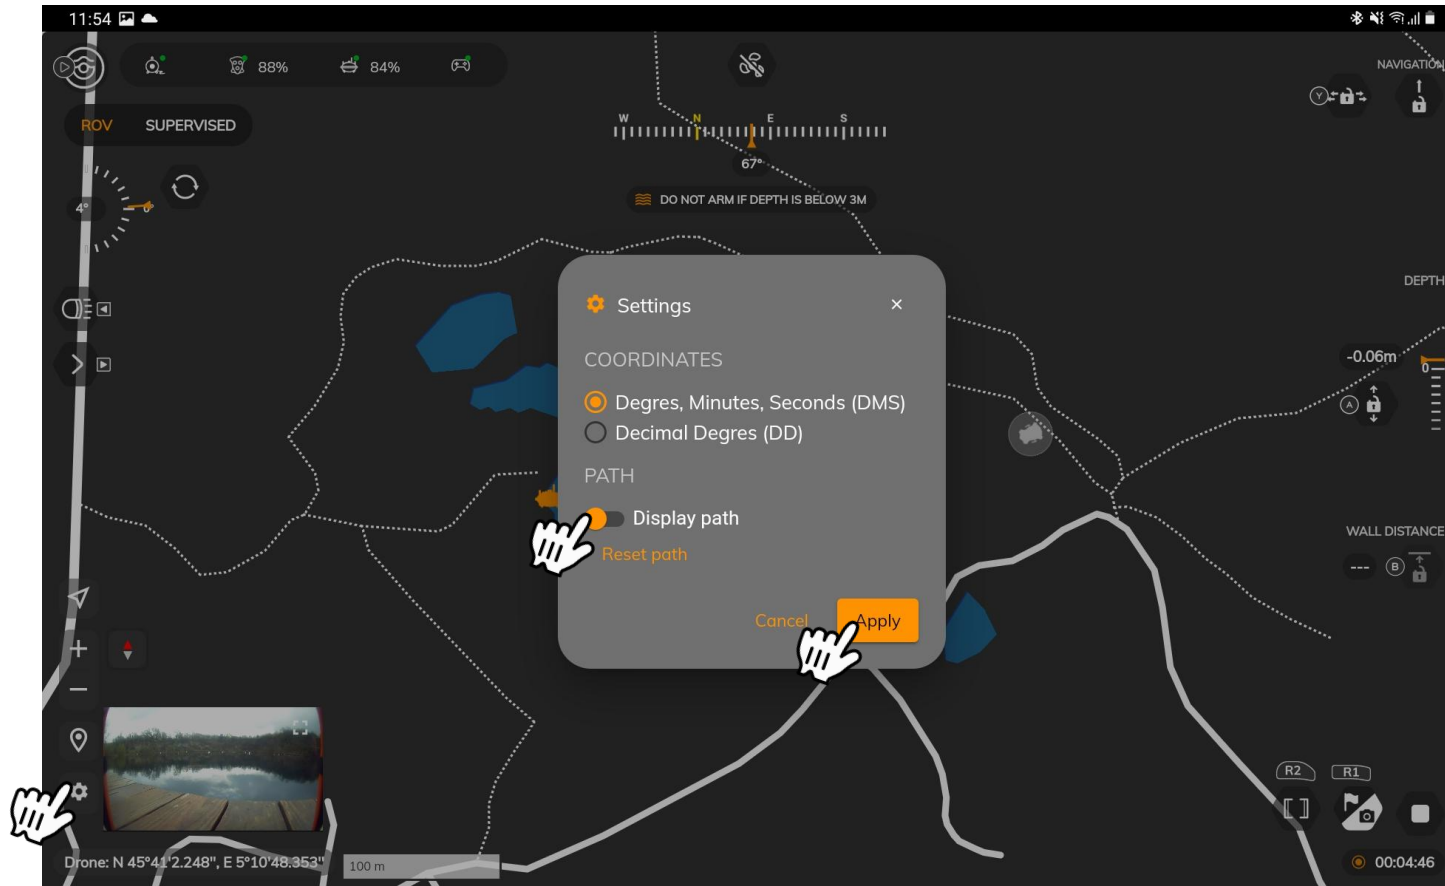 11:54
88%
84%
NAVIGATION
Y
ROV SUPERVISED
W N E S
67°
4°
0°
DO NOT ARM IF DEPTH IS BELOW 3M
DEPTH
Settings
×
COORDINATES
Degres, Minutes, Seconds (DMS)
Decimal Degres (DD)
-0.06m
0
A
PATH
Display path
Reset path
WALL DISTANCE
---
B
Cancel
Apply
+
−
R2
R1
Drone: N 45°41'2.248", E 5°10'48.353"
100 m
00:04:46